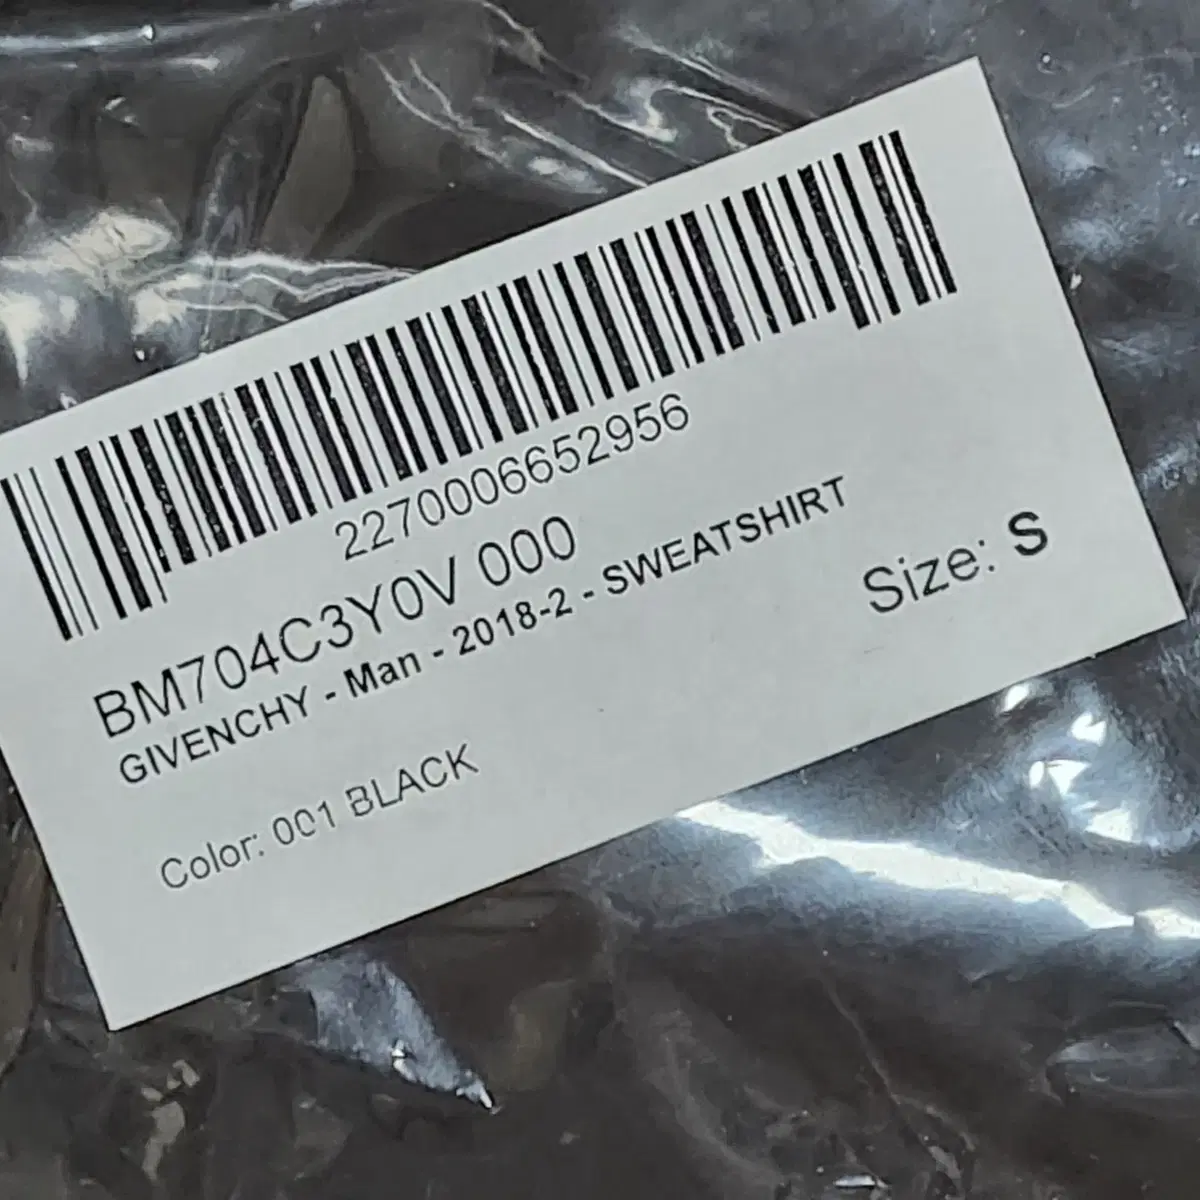 2270006652956
BM704C3Y0V 000
GIVENCHY - Man - 2018-2 - SWEATSHIRT
Size: S
Color: 001 BLACK